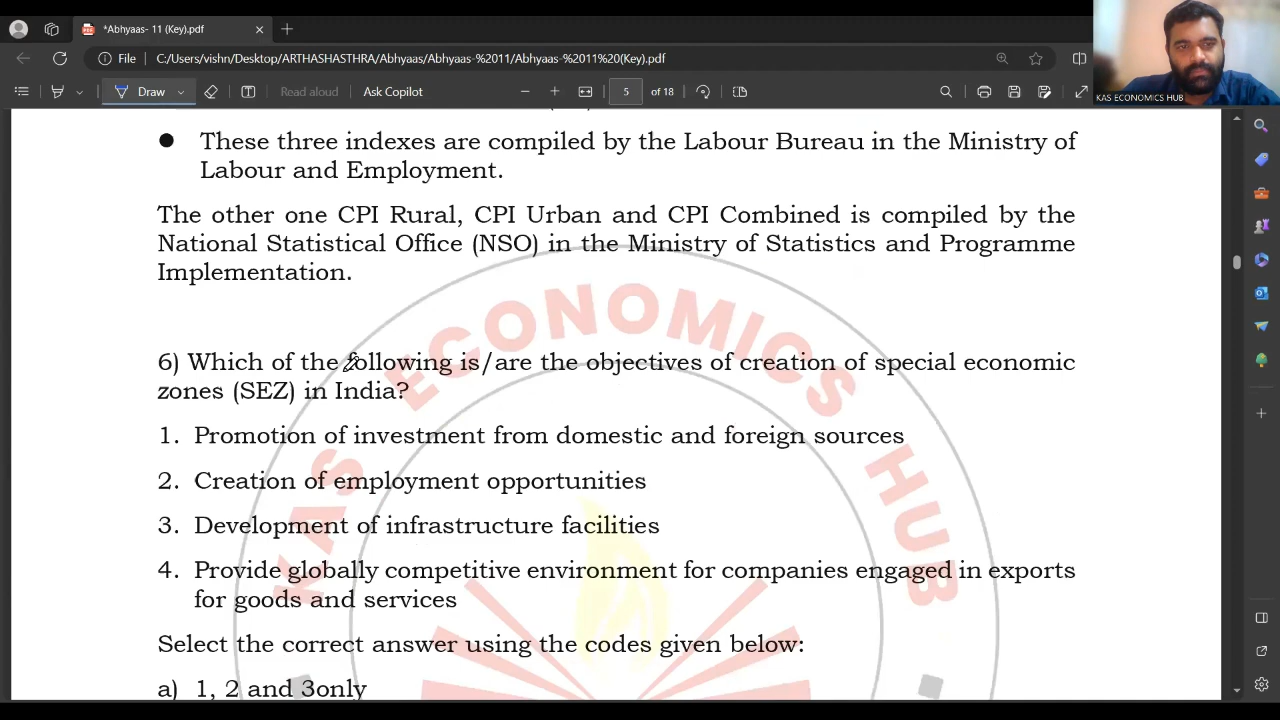 *Abhyaas- 11 (Key).pdf
File C:/Users/vishn/Desktop/ARTHASHASTHRA/Abhyaas/Abhyaas-%2011/Abhyaas-%2011%20(Key).pdf
KAS ECONOMICS HUB
Draw Read aloud Ask Copilot 5 of 18
● These three indexes are compiled by the Labour Bureau in the Ministry of
Labour and Employment.
The other one CPI Rural, CPI Urban and CPI Combined is compiled by the
National Statistical Office (NSO) in the Ministry of Statistics and Programme
Implementation.
KAS ECONOMICS HUB
6) Which of the following is/are the objectives of creation of special economic
zones (SEZ) in India?
1. Promotion of investment from domestic and foreign sources
2. Creation of employment opportunities
3. Development of infrastructure facilities
4. Provide globally competitive environment for companies engaged in exports
for goods and services
Select the correct answer using the codes given below:
a) 1, 2 and 3only